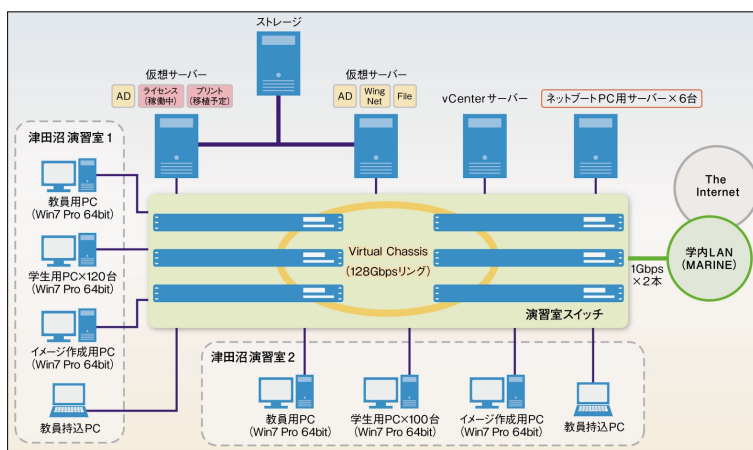 ストレージ
仮想サーバー
AD
ライセンス
(稼働中)
プリント
(移植予定)
仮想サーバー
AD
Wing
Net
File
vCenterサーバー
ネットブートPC用サーバー×6台
津田沼演習室1
教員用PC
(Win7 Pro 64bit)
学生用PC×120台
(Win7 Pro 64bit)
イメージ作成用PC
(Win7 Pro 64bit)
教員持込PC
Virtual Chassis
(128Gbpsリング)
演習室スイッチ
1Gbps
×2本
The
Internet
学内LAN
(MARINE)
津田沼演習室2
教員用PC
(Win7 Pro 64bit)
学生用PC×100台
(Win7 Pro 64bit)
イメージ作成用PC
(Win7 Pro 64bit)
教員持込PC